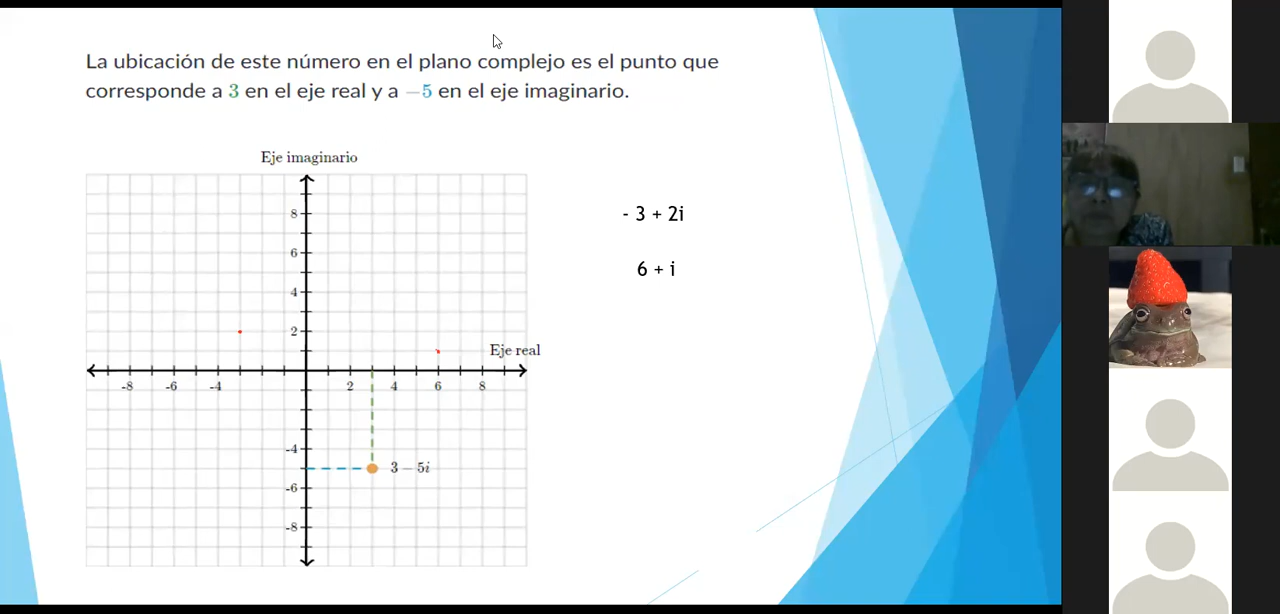 La ubicación de este número en el plano complejo es el punto que
corresponde a 3 en el eje real y a −5 en el eje imaginario.
Eje imaginario
- 3 + 2i
8
6
6 + i
4
2
Eje real
-8 -6 -4 2 4 6 8
-4
3 − 5i
-6
-8